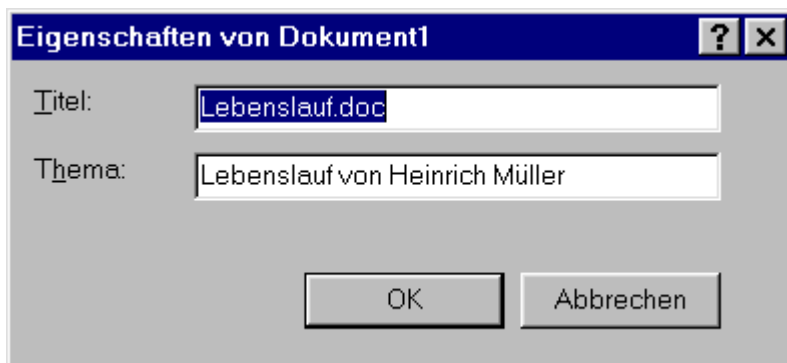 Eigenschaften von Dokument1
Titel: Lebenslauf.doc
Thema: Lebenslauf von Heinrich Müller
OK Abbrechen